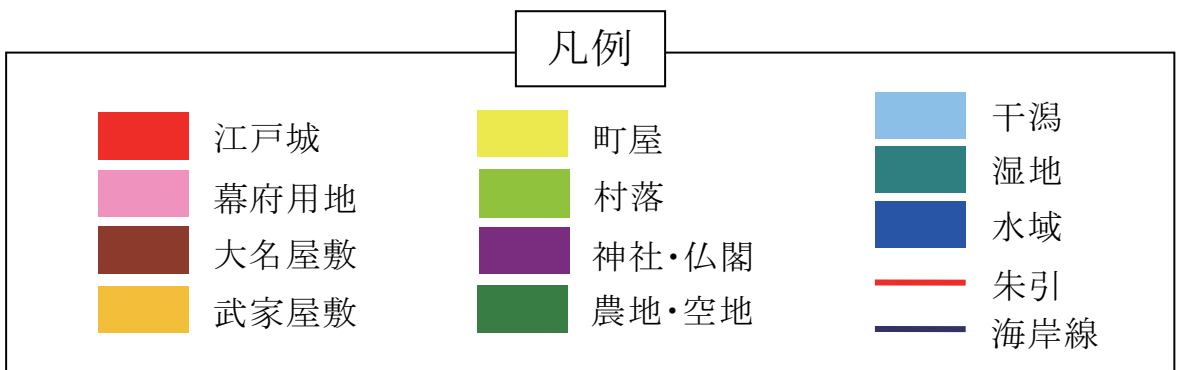 凡例
江戸城
幕府用地
大名屋敷
武家屋敷
町屋
村落
神社・仏閣
農地・空地
干潟
湿地
水域
朱引
海岸線